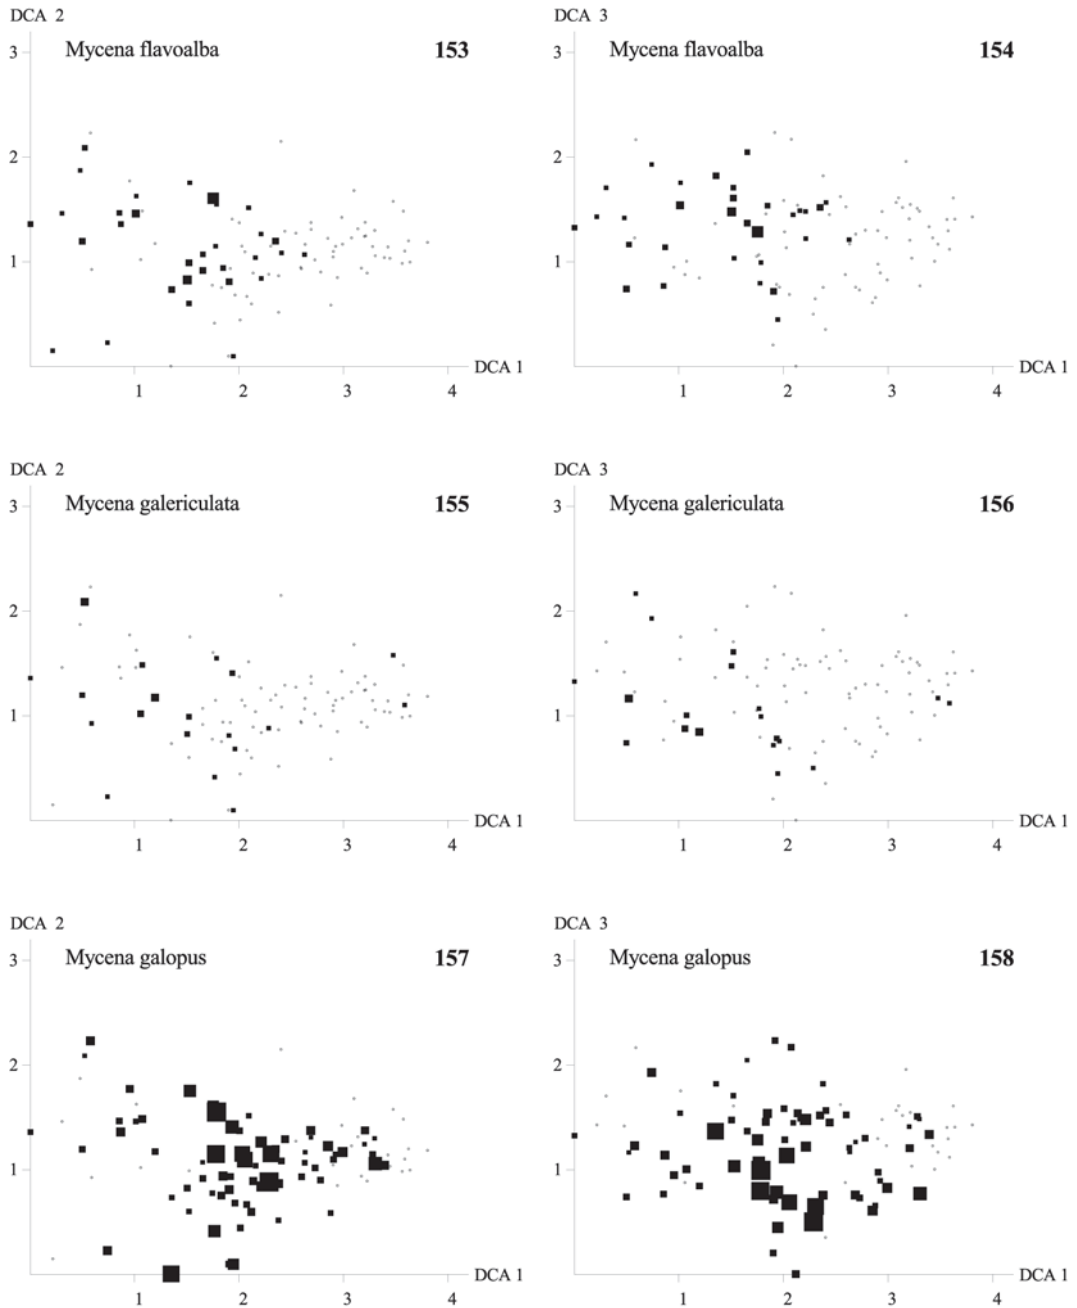 DCA 2
DCA 3
3
Mycena flavoalba
153
3
Mycena flavoalba
154
2
2
1
1
DCA 1
DCA 1
1 2 3 4
1 2 3 4
DCA 2
DCA 3
3
Mycena galericulata
155
3
Mycena galericulata
156
2
2
1
1
DCA 1
DCA 1
1 2 3 4
1 2 3 4
DCA 2
DCA 3
3
Mycena galopus
157
3
Mycena galopus
158
2
2
1
1
DCA 1
DCA 1
1 2 3 4
1 2 3 4